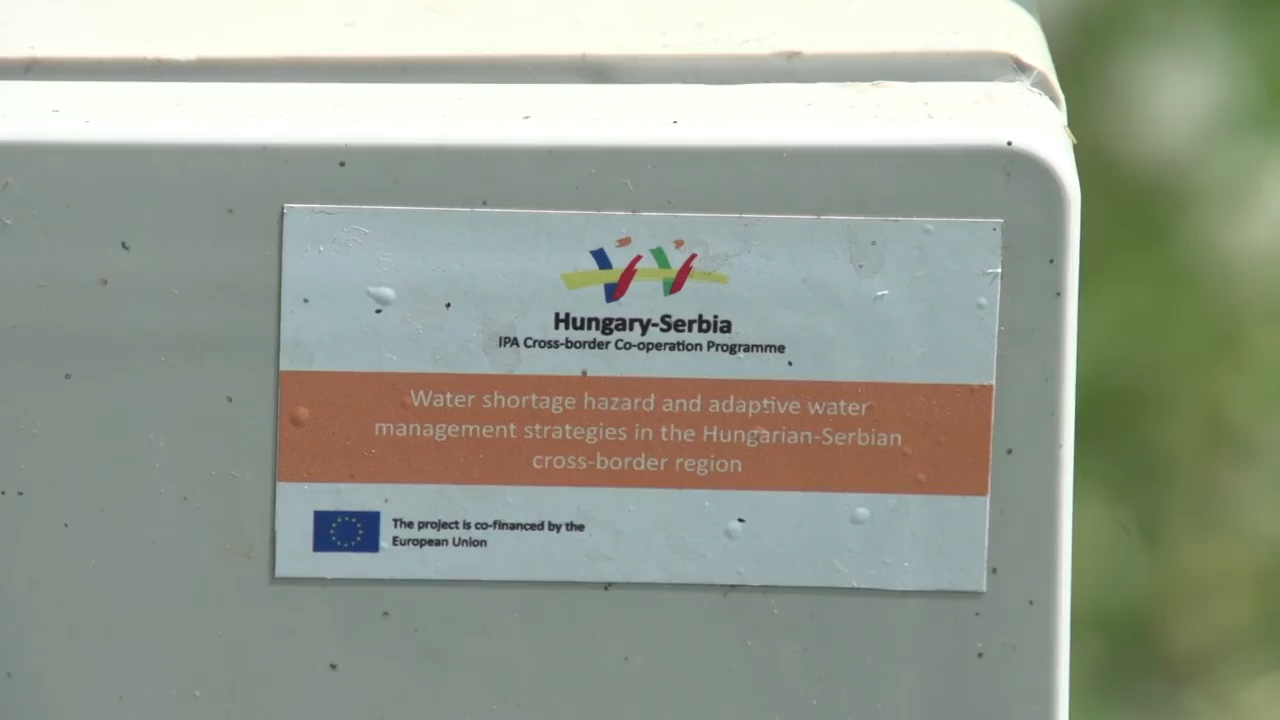 Hungary-Serbia
IPA Cross-border Co-operation Programme
Water shortage hazard and adaptive water
management strategies in the Hungarian-Serbian
cross-border region
The project is co-financed by the
European Union